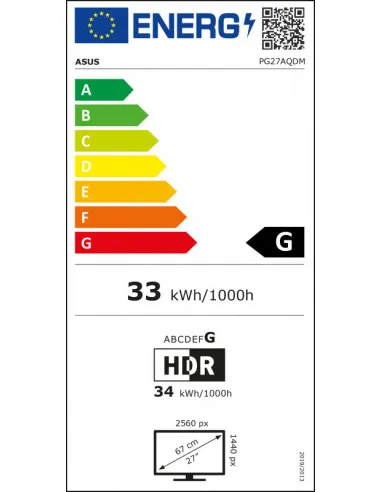 ENERG
ASUS PG27AQDM
A
B
C
D
E
F
G G
33 kWh/1000h
ABCDEFG
HDR
34 kWh/1000h
2560 px
67 cm
27"
1440 px
2019/2013